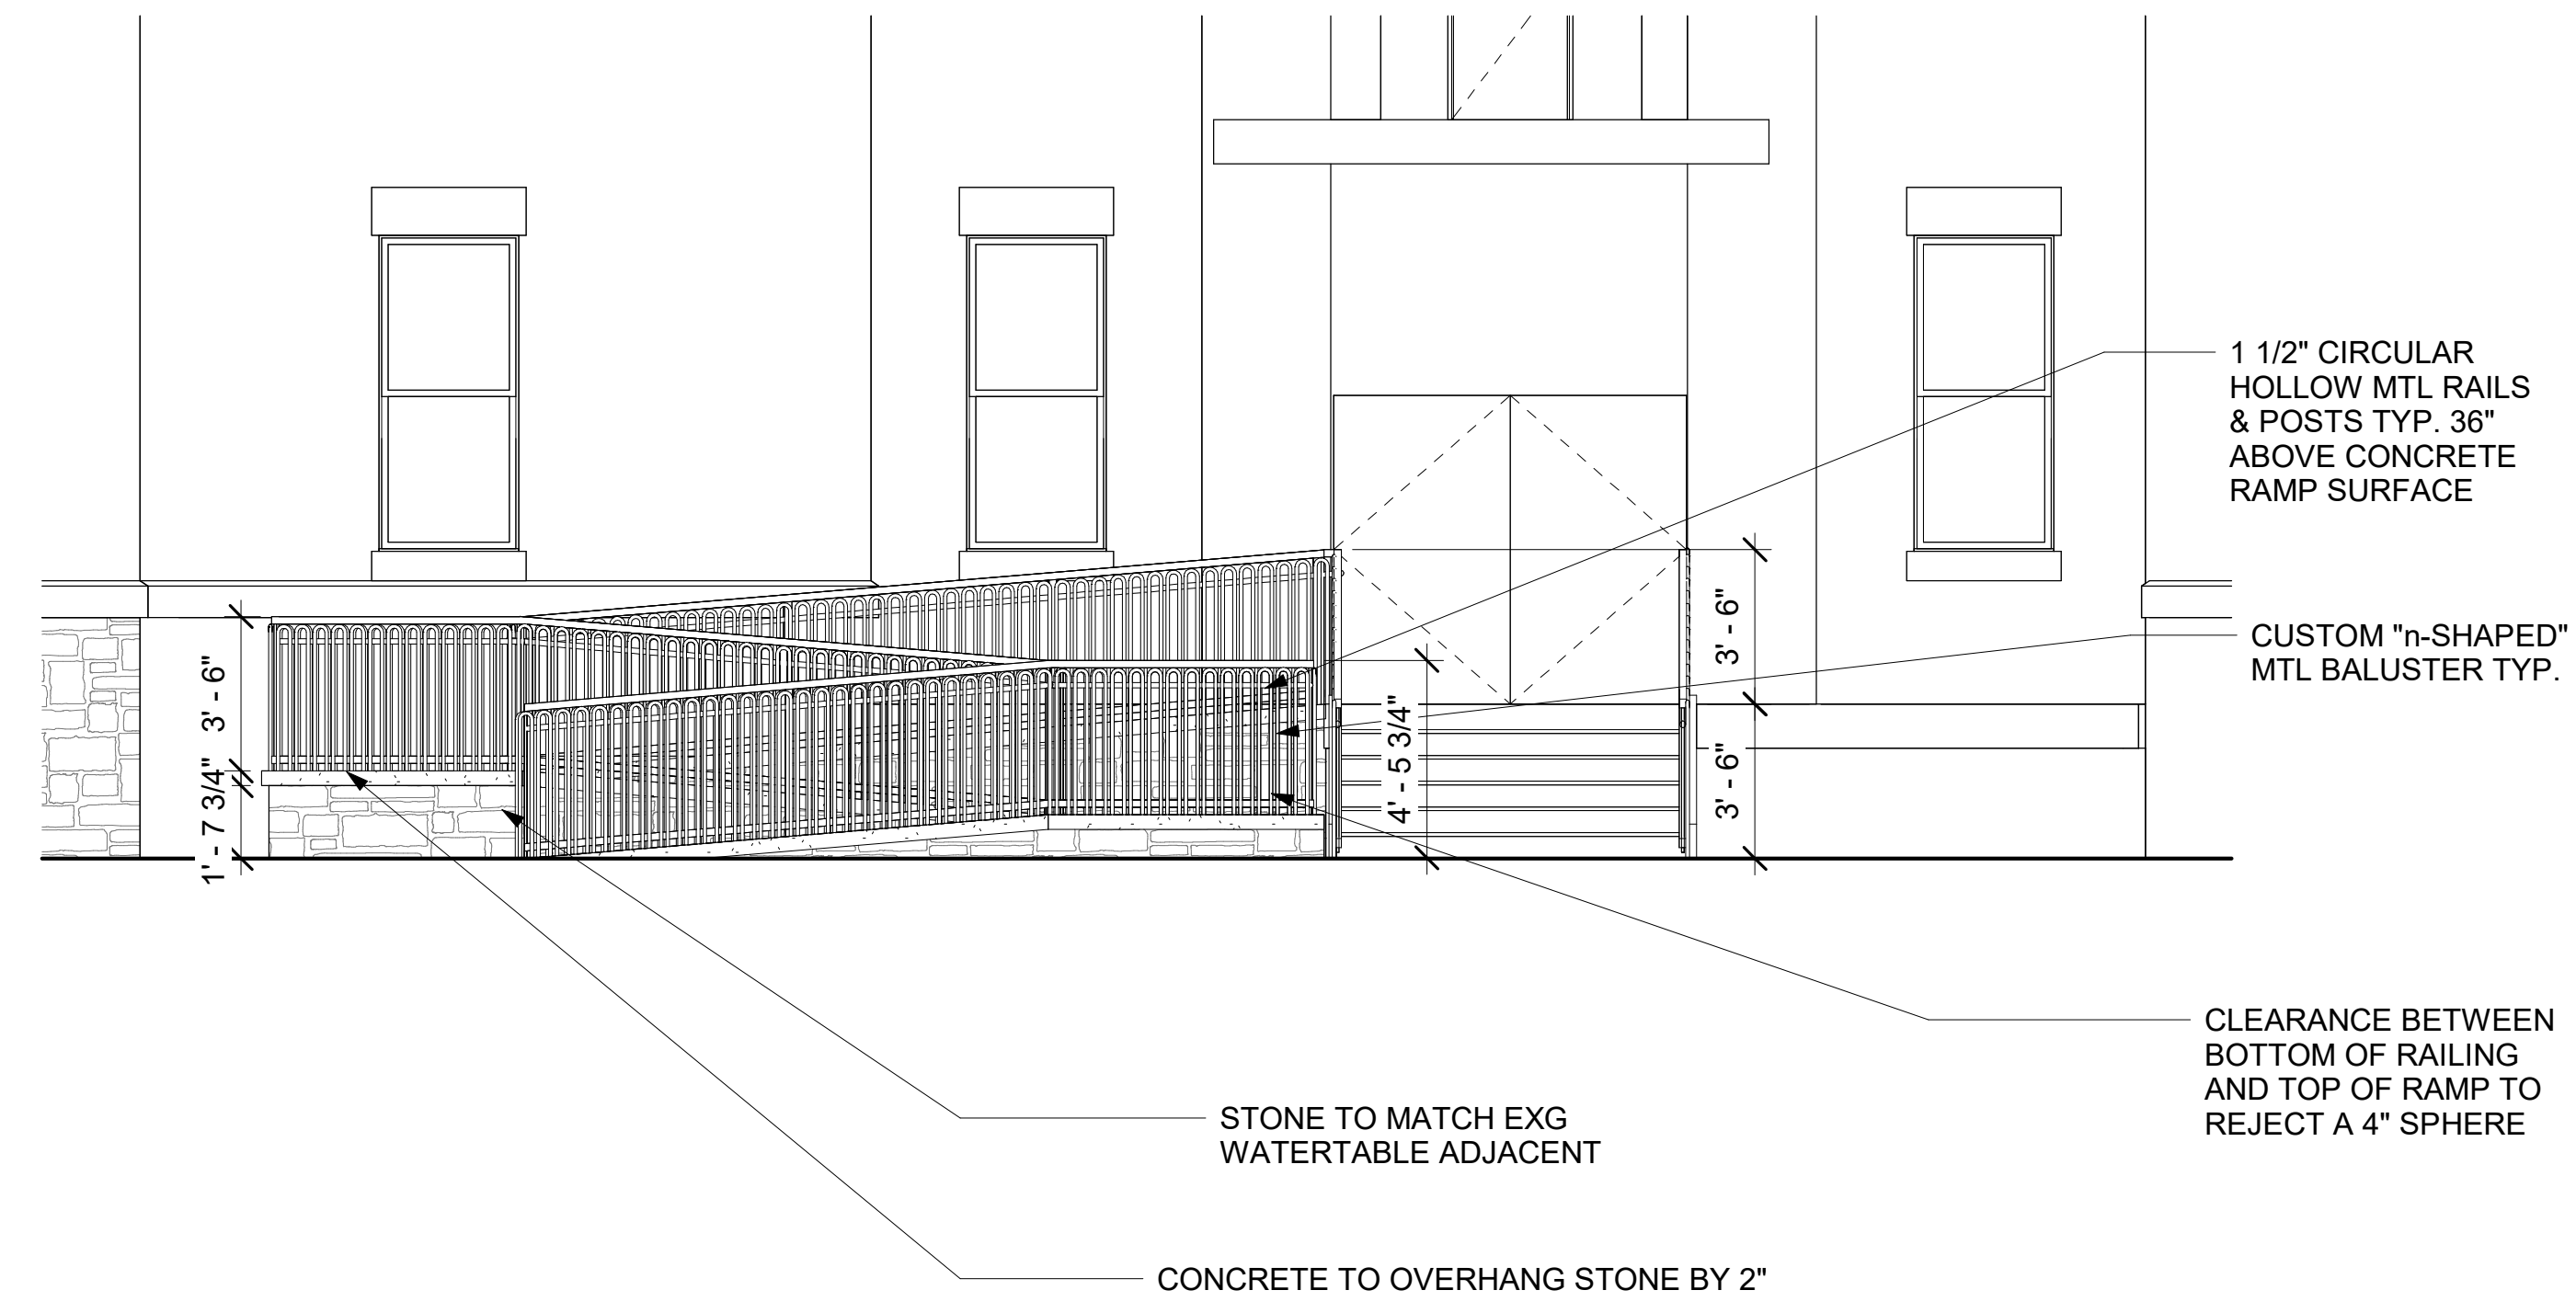 1 1/2" CIRCULAR
HOLLOW MTL RAILS
& POSTS TYP. 36"
ABOVE CONCRETE
RAMP SURFACE
3' - 6"
CUSTOM "n-SHAPED"
MTL BALUSTER TYP.
3' - 6"
1' - 7 3/4"
4' - 5 3/4"
3' - 6"
CLEARANCE BETWEEN
BOTTOM OF RAILING
AND TOP OF RAMP TO
REJECT A 4" SPHERE
STONE TO MATCH EXG
WATERTABLE ADJACENT
CONCRETE TO OVERHANG STONE BY 2"